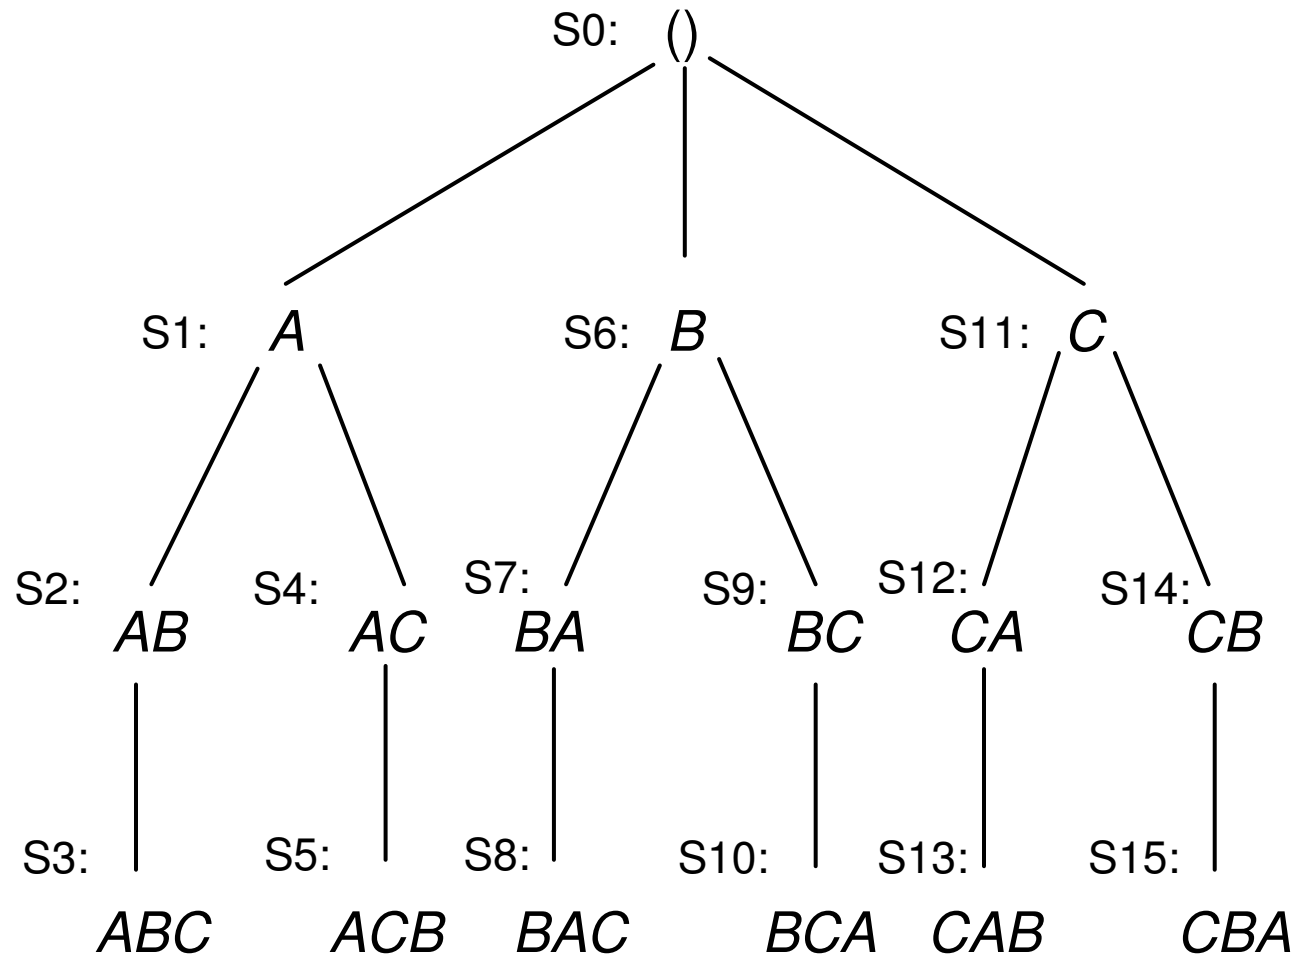 S0: ()
S1: A S6: B S11: C
S2: S4: S7: S9: S12: S14:
AB AC BA BC CA CB
S3: S5: S8: S10: S13: S15:
ABC ACB BAC BCA CAB CBA